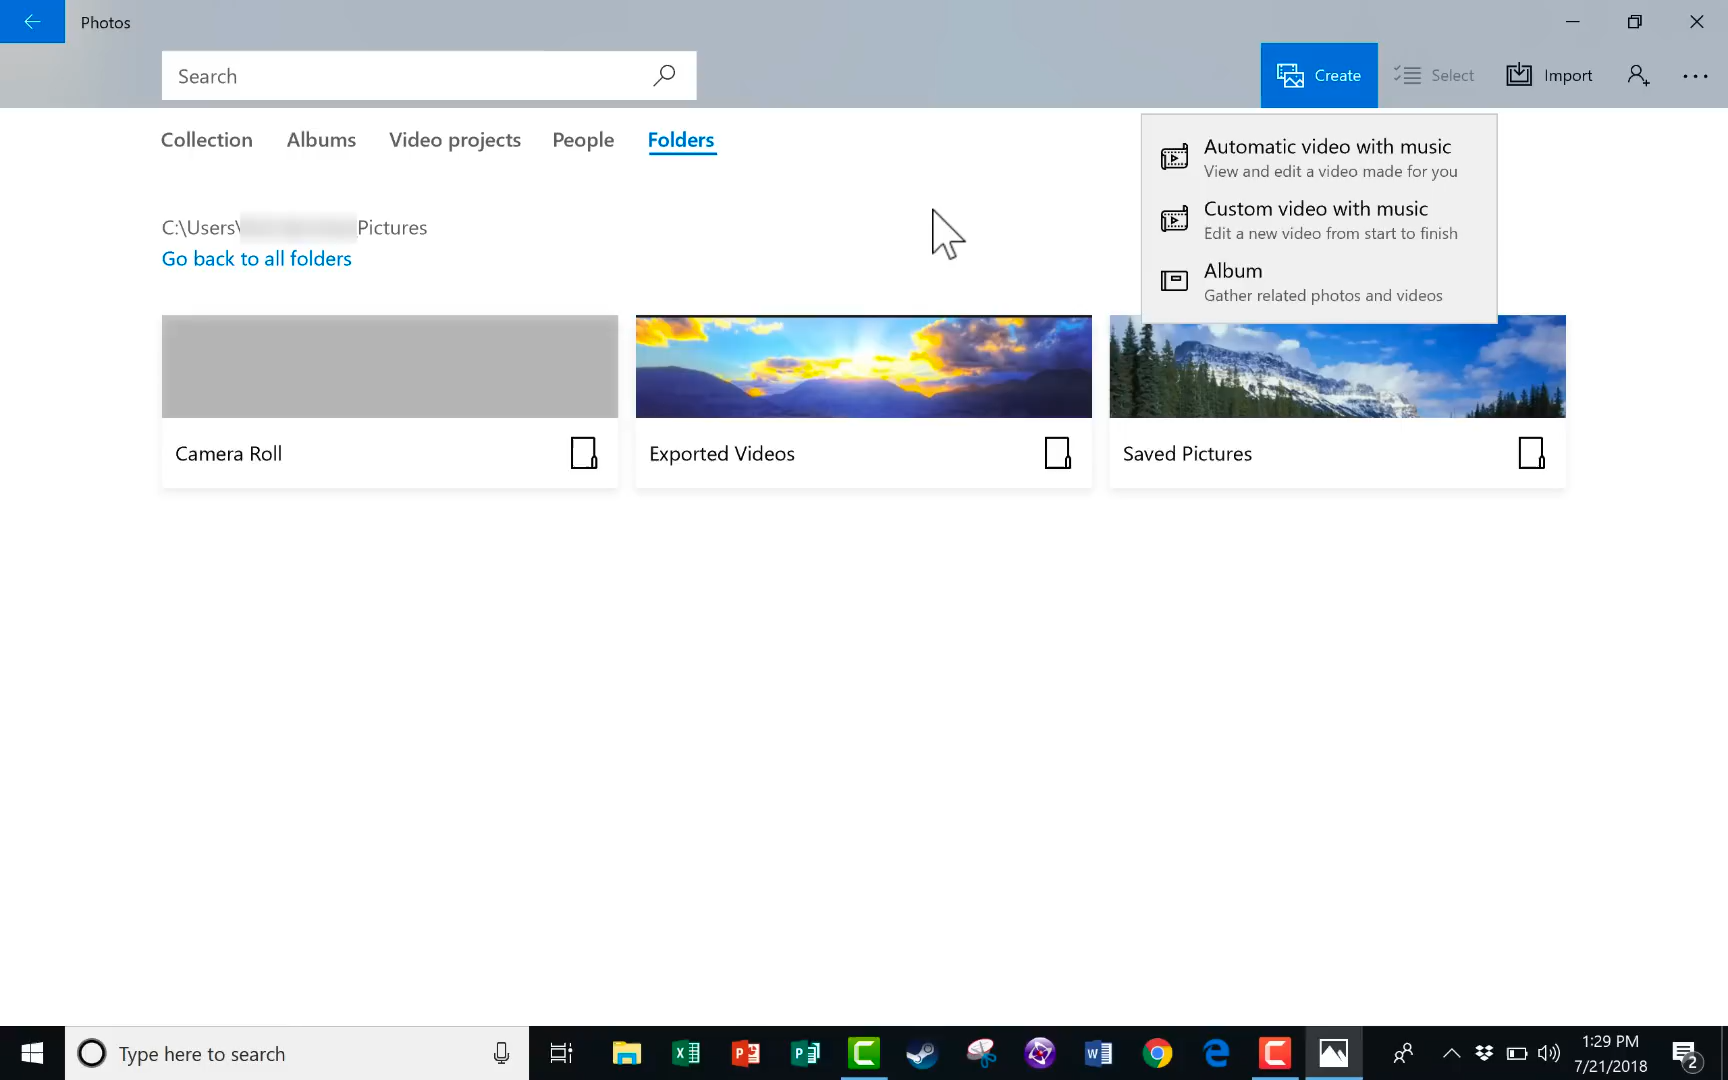 Photos
Search
Create
Select
Import
Automatic video with music
View and edit a video made for you
Custom video with music
Edit a new video from start to finish
Album
Gather related photos and videos
Collection
Albums
Video projects
People
Folders
C:\Users\ Pictures
Go back to all folders
Camera Roll
Exported Videos
Saved Pictures
Type here to search
1:29 PM
7/21/2018
2